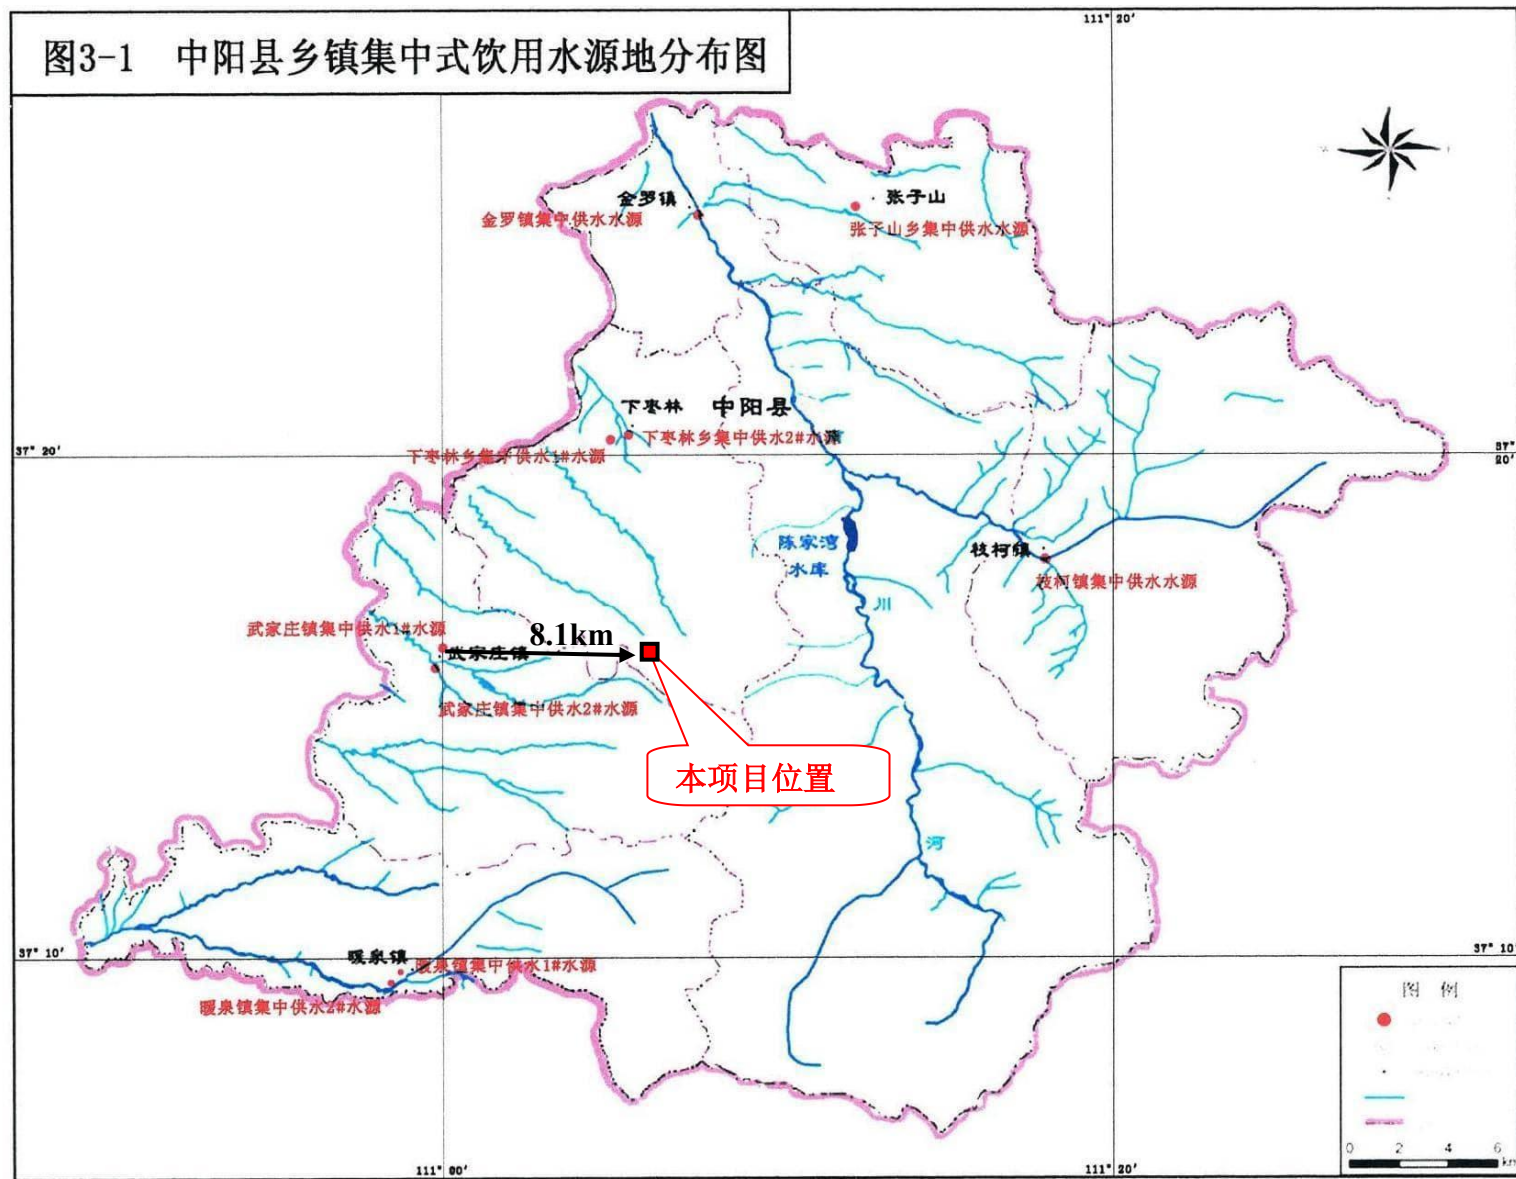 图3-1 中阳县乡镇集中式饮用水源地分布图
111° 20′
金罗镇
金罗镇集中供水水源
张子山
张子山乡集中供水水源
下枣林
中阳县
下枣林乡集中供水2#水源
下枣林乡集中供水1#水源
37° 20′
37° 20′
陈家湾
水库
枝柯镇
枝柯镇集中供水水源
川
武家庄镇集中供水1#水源
8.1km
武家庄镇
武家庄镇集中供水2#水源
本项目位置
河
37° 10′
37° 10′
暖泉镇
暖泉镇集中供水1#水源
暖泉镇集中供水2#水源
图 例
0 2 4 6
km
111° 00′
111° 20′